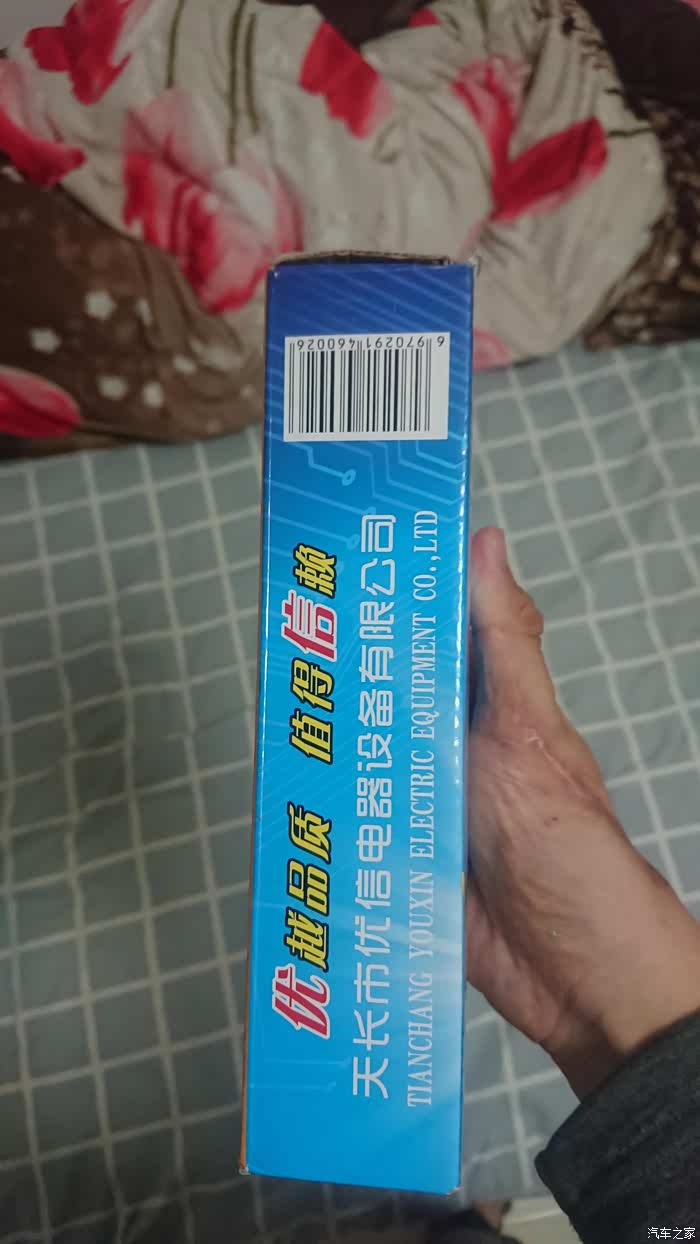 6970291460026
优越品质 值得信赖
天长市优信电器设备有限公司
TIANCHANG YOUXIN ELECTRIC EQUIPMENT CO.,LTD
汽车之家